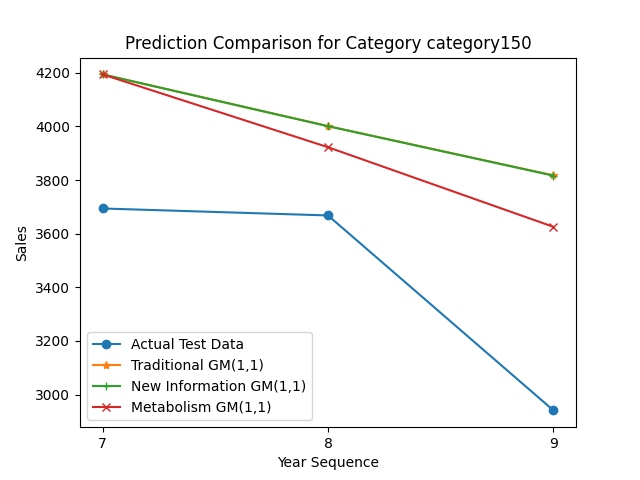 Prediction Comparison for Category category150
4200
4000
3800
3600
3400
3200
3000
Sales
Actual Test Data
Traditional GM(1,1)
New Information GM(1,1)
Metabolism GM(1,1)
7
8
9
Year Sequence